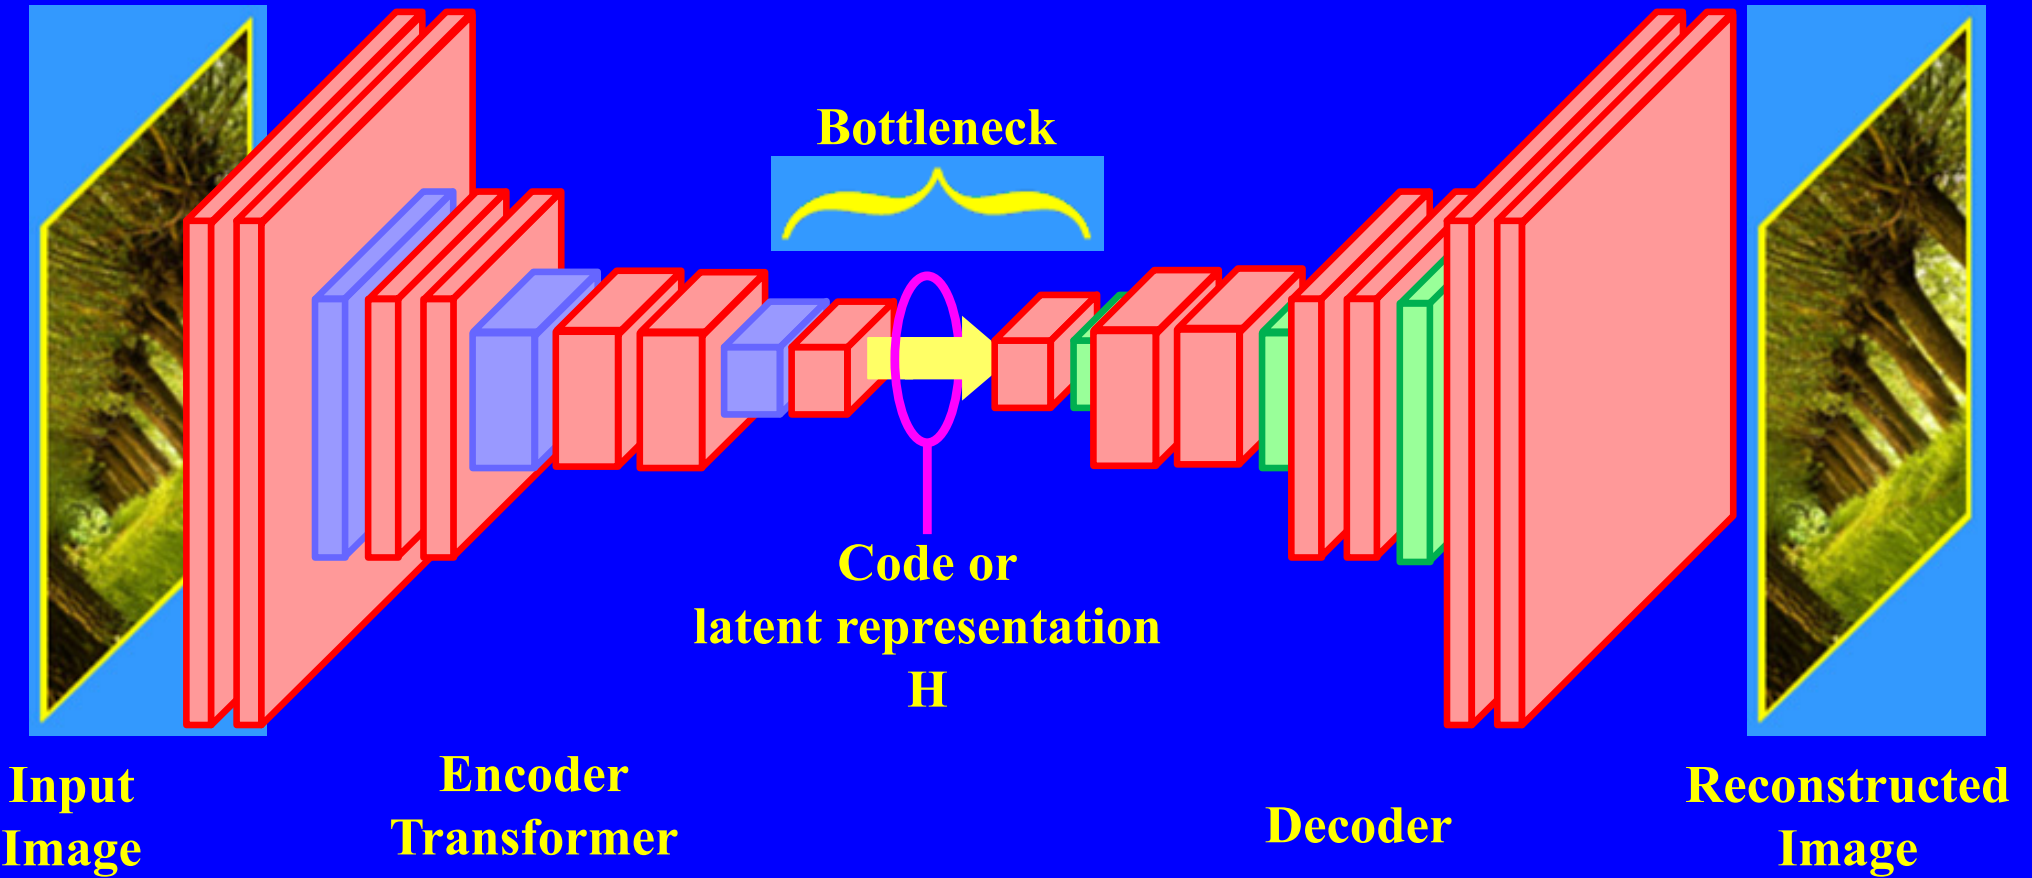 Bottleneck
Code or
latent representation
H
Input
Image
Encoder
Transformer
Decoder
Reconstructed
Image